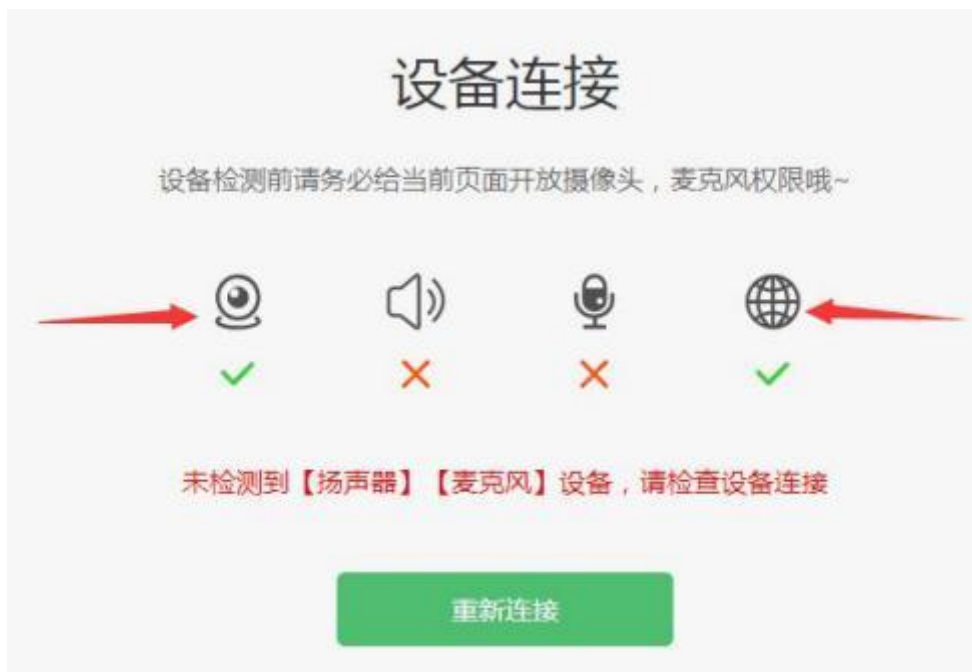 设备连接
设备检测前请务必给当前页面开放摄像头，麦克风权限哦~
未检测到【扬声器】【麦克风】设备，请检查设备连接
重新连接